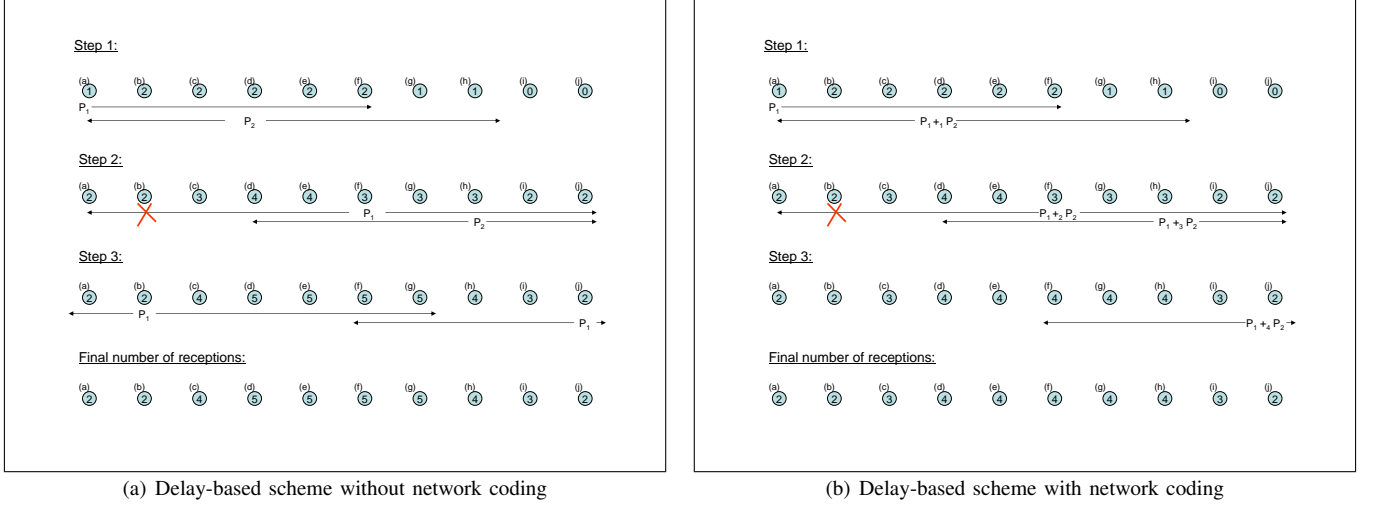 Step 1:
(a) (b) (c) (d) (e) (f) (g) (h) (i) (j)
1 2 2 2 2 2 1 1 0 0
P1
P2
Step 2:
(a) (b) (c) (d) (e) (f) (g) (h) (i) (j)
2 2 3 4 4 3 3 3 2 2
P1
P2
Step 3:
(a) (b) (c) (d) (e) (f) (g) (h) (i) (j)
2 2 4 5 5 5 5 4 3 2
P1
P1
Final number of receptions:
(a) (b) (c) (d) (e) (f) (g) (h) (i) (j)
2 2 4 5 5 5 5 4 3 2
(a) Delay-based scheme without network coding
Step 1:
(a) (b) (c) (d) (e) (f) (g) (h) (i) (j)
1 2 2 2 2 2 1 1 0 0
P1
P1 +1 P2
Step 2:
(a) (b) (c) (d) (e) (f) (g) (h) (i) (j)
2 2 3 4 4 3 3 3 2 2
P1 +2 P2
P1 +3 P2
Step 3:
(a) (b) (c) (d) (e) (f) (g) (h) (i) (j)
2 2 3 4 4 4 4 4 3 2
P1 +4 P2
Final number of receptions:
(a) (b) (c) (d) (e) (f) (g) (h) (i) (j)
2 2 3 4 4 4 4 4 3 2
(b) Delay-based scheme with network coding